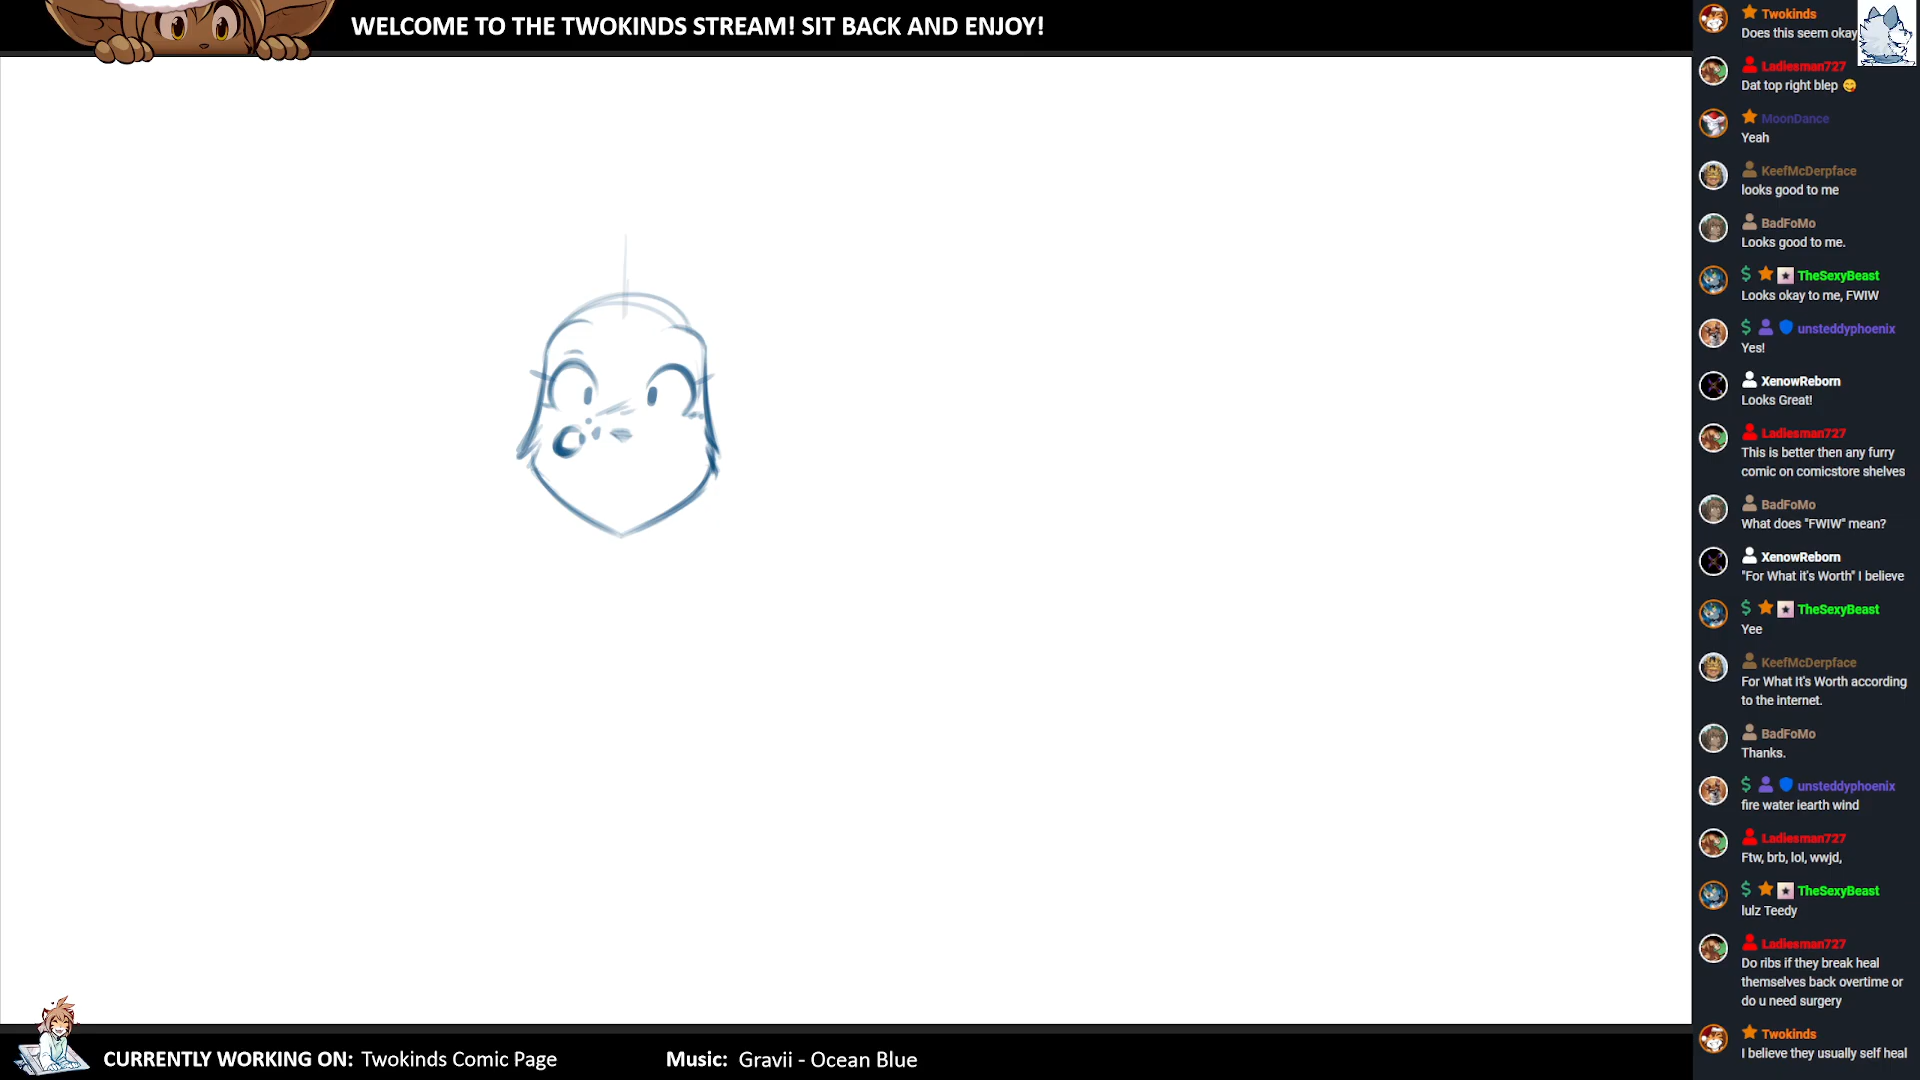 WELCOME TO THE TWOKINDS STREAM! SIT BACK AND ENJOY!
Twokinds
Does this seem okay
Ladiesman727
Dat top right blep 😋
MoonDance
Yeah
KeefMcDerpface
looks good to me
BadFoMo
Looks good to me.
TheSexyBeast
Looks okay to me, FWIW
unsteddyphoenix
Yes!
XenowReborn
Looks Great!
Ladiesman727
This is better then any furry
comic on comicstore shelves
BadFoMo
What does "FWIW" mean?
XenowReborn
"For What it's Worth" I believe
TheSexyBeast
Yee
KeefMcDerpface
For What It's Worth according
to the internet.
BadFoMo
Thanks.
unsteddyphoenix
fire water iearth wind
Ladiesman727
Ftw, brb, lol, wwjd,
TheSexyBeast
lulz Teedy
Ladiesman727
Do ribs if they break heal
themselves back overtime or
do u need surgery
Twokinds
I believe they usually self heal
CURRENTLY WORKING ON: Twokinds Comic Page
Music: Gravii - Ocean Blue